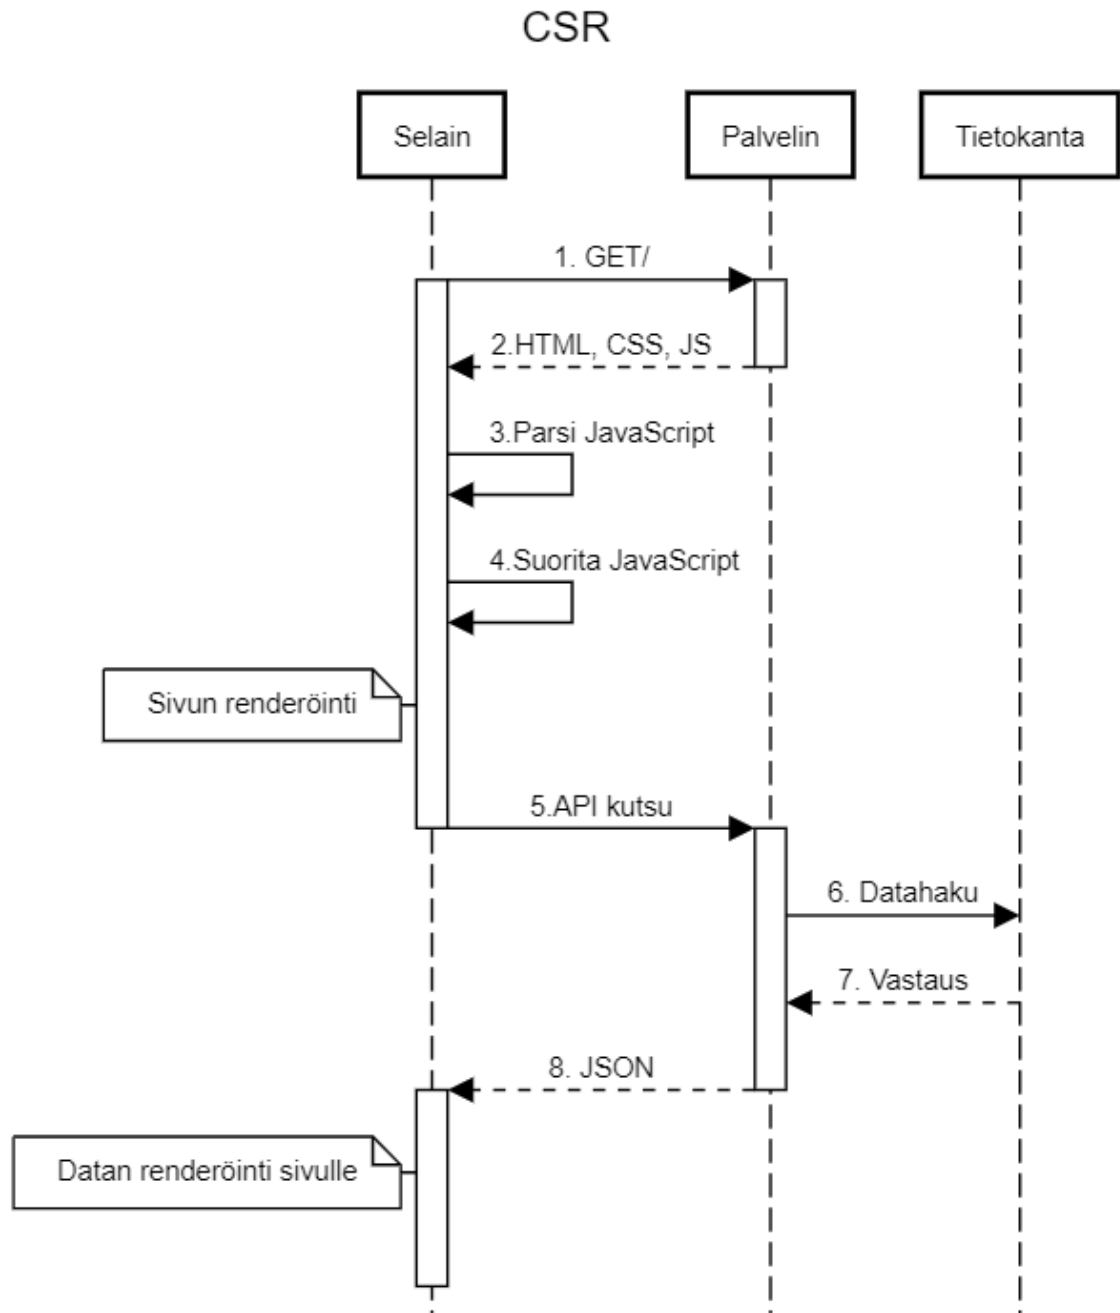 CSR
Selain
Palvelin
Tietokanta
1. GET/
2.HTML, CSS, JS
3.Parsi JavaScript
4.Suorita JavaScript
Sivun renderöinti
5.API kutsu
6. Datahaku
7. Vastaus
8. JSON
Datan renderöinti sivulle